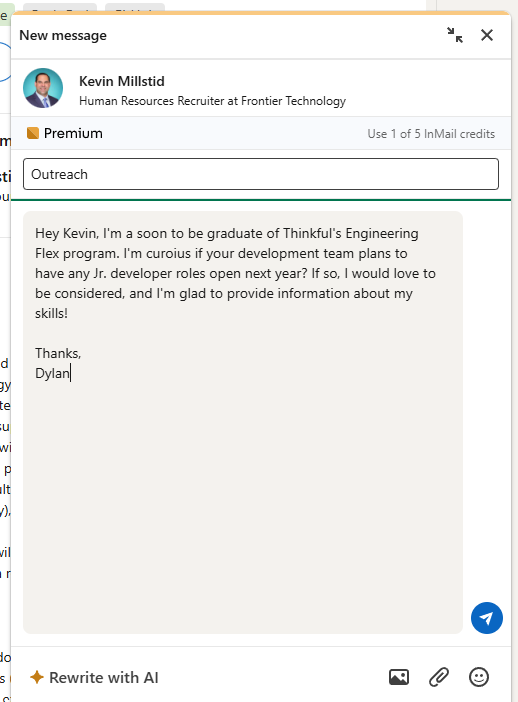 New message
Kevin Millstid
Human Resources Recruiter at Frontier Technology
Premium
Use 1 of 5 InMail credits
Outreach
Hey Kevin, I'm a soon to be graduate of Thinkful's Engineering
Flex program. I'm curoius if your development team plans to
have any Jr. developer roles open next year? If so, I would love to
be considered, and I'm glad to provide information about my
skills!
Thanks,
Dylan
Rewrite with AI